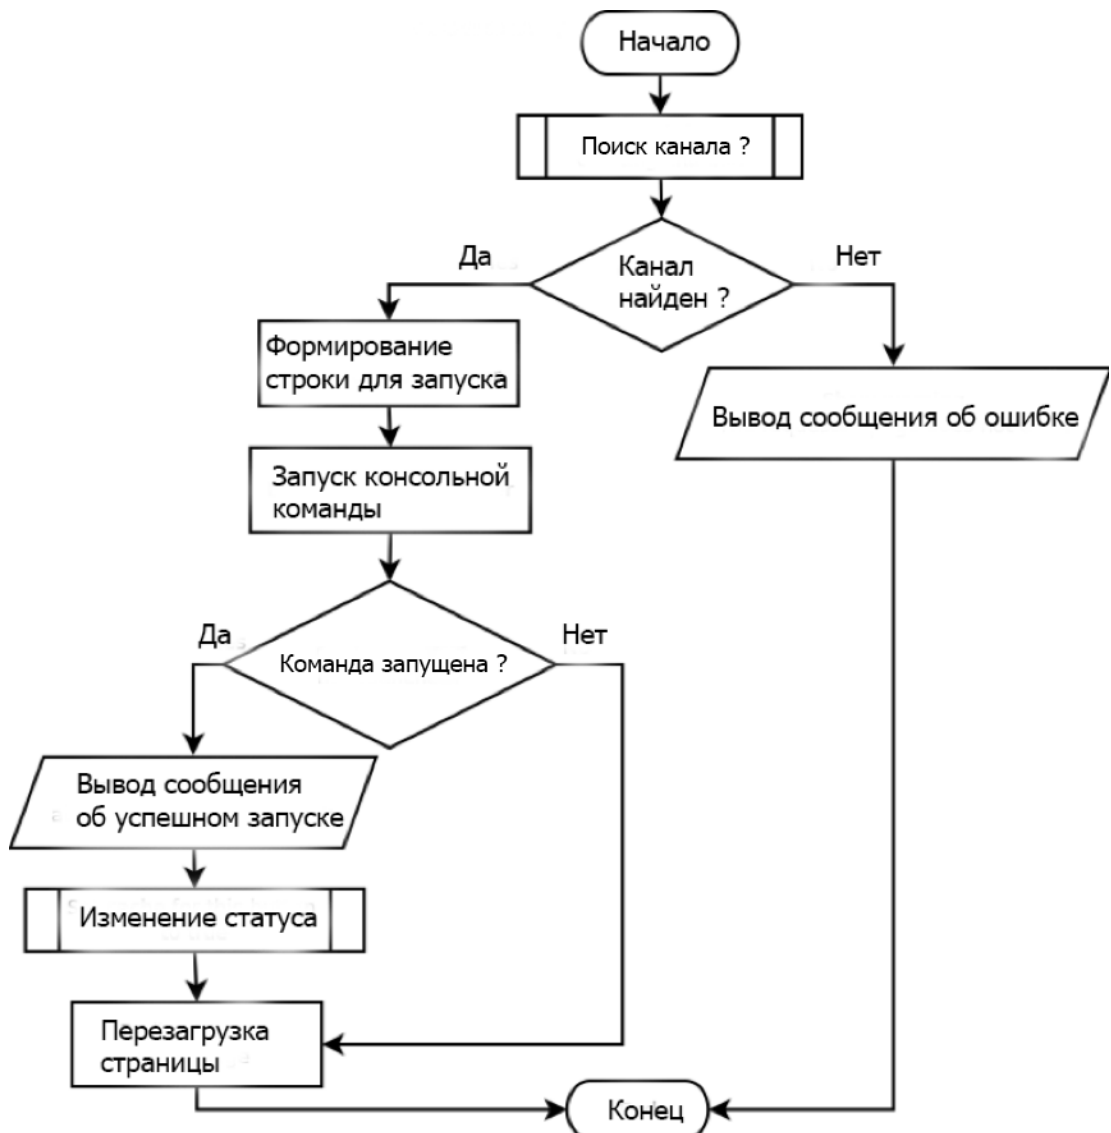 Начало
Поиск канала ?
Да
Нет
Канал
найден ?
Формирование
строки для запуска
Вывод сообщения об ошибке
Запуск консольной
команды
Да
Нет
Команда запущена ?
Вывод сообщения
об успешном запуске
Изменение статуса
Перезагрузка
страницы
Конец